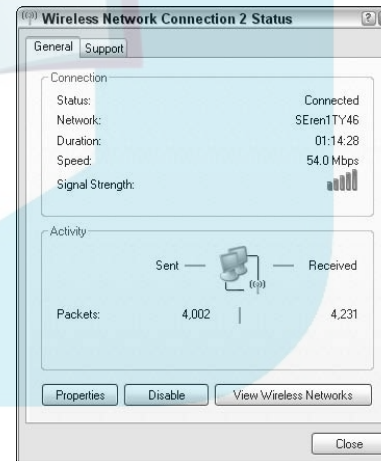 Wireless Network Connection 2 Status
General Support
Connection
Status: Connected
Network: SEren1TY46
Duration: 01:14:28
Speed: 54.0 Mbps
Signal Strength:
Activity
Sent — — Received
Packets: 4,002 | 4,231
Properties Disable View Wireless Networks
Close